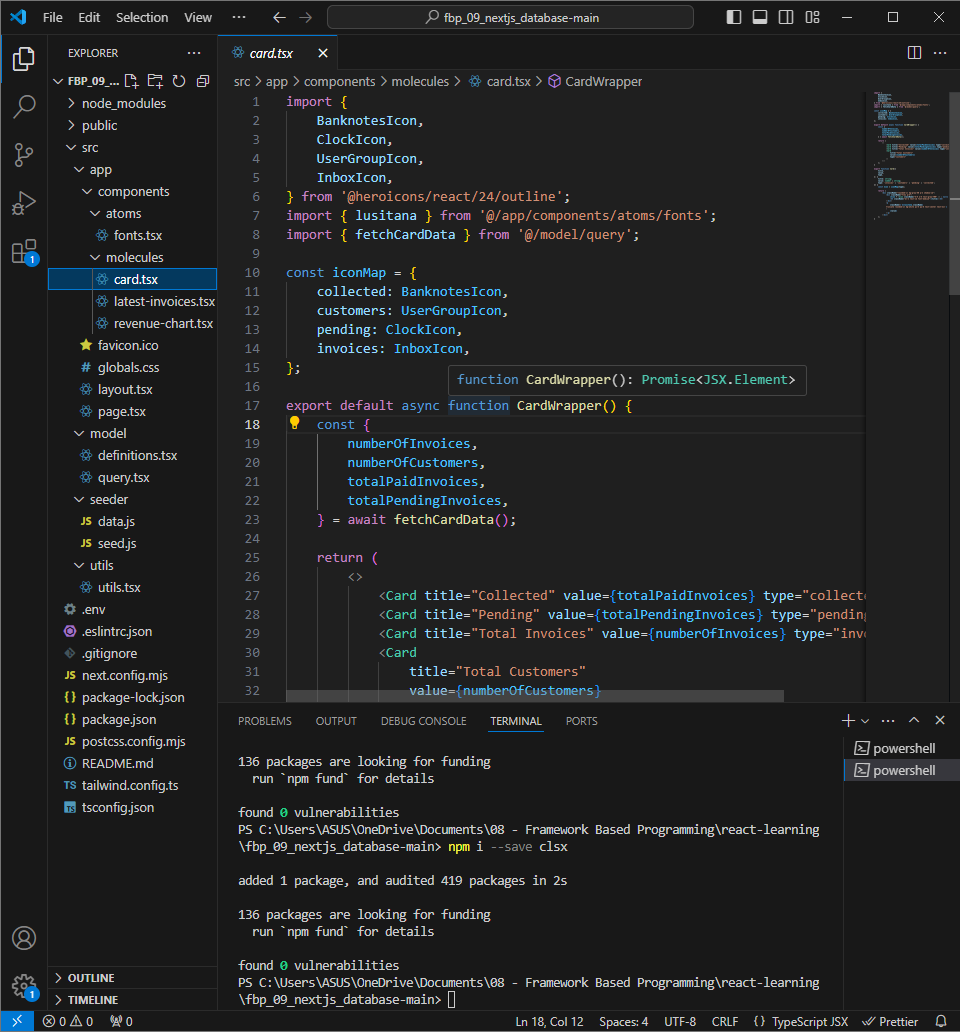 File Edit Selection View ··· fbp_09_nextjs_database-main
EXPLORER ···
FBP_09_...
node_modules
public
src
app
components
atoms
fonts.tsx
molecules
card.tsx
latest-invoices.tsx
revenue-chart.tsx
favicon.ico
# globals.css
layout.tsx
page.tsx
model
definitions.tsx
query.tsx
seeder
JS data.js
JS seed.js
utils
utils.tsx
.env
.eslintrc.json
.gitignore
JS next.config.mjs
{} package-lock.json
{} package.json
JS postcss.config.mjs
README.md
TS tailwind.config.ts
TS tsconfig.json
OUTLINE
TIMELINE
1
1
card.tsx
src > app > components > molecules > card.tsx > CardWrapper
1 import {
2 BanknotesIcon,
3 ClockIcon,
4 UserGroupIcon,
5 InboxIcon,
6 } from '@heroicons/react/24/outline';
7 import { lusitana } from '@/app/components/atoms/fonts';
8 import { fetchCardData } from '@/model/query';
9
10 const iconMap = {
11 collected: BanknotesIcon,
12 customers: UserGroupIcon,
13 pending: ClockIcon,
14 invoices: InboxIcon,
15 };
function CardWrapper(): Promise<JSX.Element>
16
17 export default async function CardWrapper() {
18 const {
19 numberOfInvoices,
20 numberOfCustomers,
21 totalPaidInvoices,
22 totalPendingInvoices,
23 } = await fetchCardData();
24
25 return (
26 <>
27 <Card title="Collected" value={totalPaidInvoices} type="collecte
28 <Card title="Pending" value={totalPendingInvoices} type="pending
29 <Card title="Total Invoices" value={numberOfInvoices} type="invo
30 <Card
31 title="Total Customers"
32 value={numberOfCustomers}
PROBLEMS OUTPUT DEBUG CONSOLE TERMINAL PORTS
powershell
powershell
136 packages are looking for funding
run `npm fund` for details
found 0 vulnerabilities
PS C:\Users\ASUS\OneDrive\Documents\08 - Framework Based Programming\react-learning
\fbp_09_nextjs_database-main> npm i --save clsx
added 1 package, and audited 419 packages in 2s
136 packages are looking for funding
run `npm fund` for details
found 0 vulnerabilities
PS C:\Users\ASUS\OneDrive\Documents\08 - Framework Based Programming\react-learning
\fbp_09_nextjs_database-main>
0 0 0 Ln 18, Col 12 Spaces: 4 UTF-8 CRLF {} TypeScript JSX Prettier